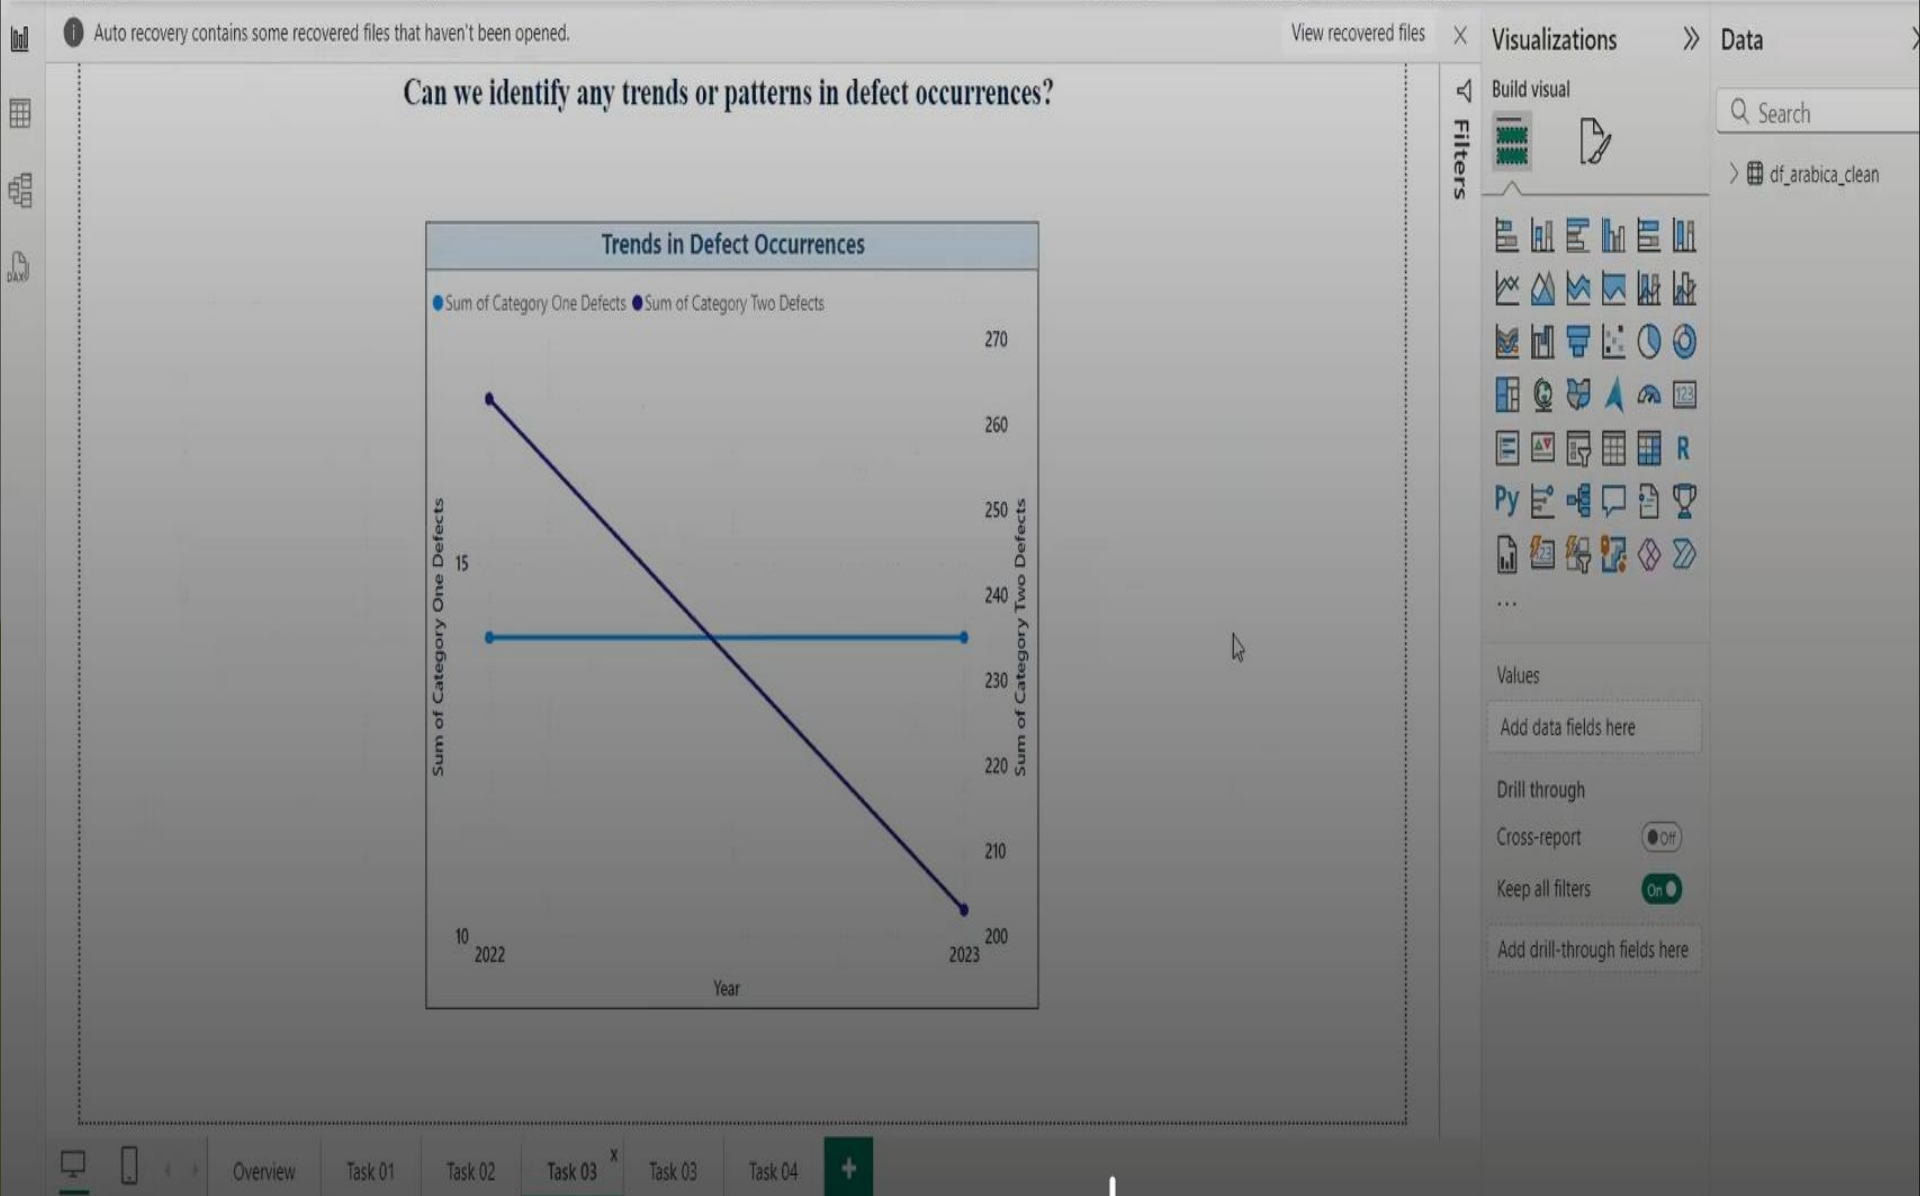 Auto recovery contains some recovered files that haven't been opened.
View recovered files
Can we identify any trends or patterns in defect occurrences?
Trends in Defect Occurrences
Sum of Category One Defects Sum of Category Two Defects
Sum of Category One Defects
15
10
270
260
250
240
230
220
210
200
Sum of Category Two Defects
2022
2023
Year
Filters
Visualizations
Build visual
123
R
Py
123
...
Values
Add data fields here
Drill through
Cross-report
Off
Keep all filters
On
Add drill-through fields here
Data
Search
df_arabica_clean
DAX
Overview
Task 01
Task 02
Task 03
x
Task 03
Task 04
+